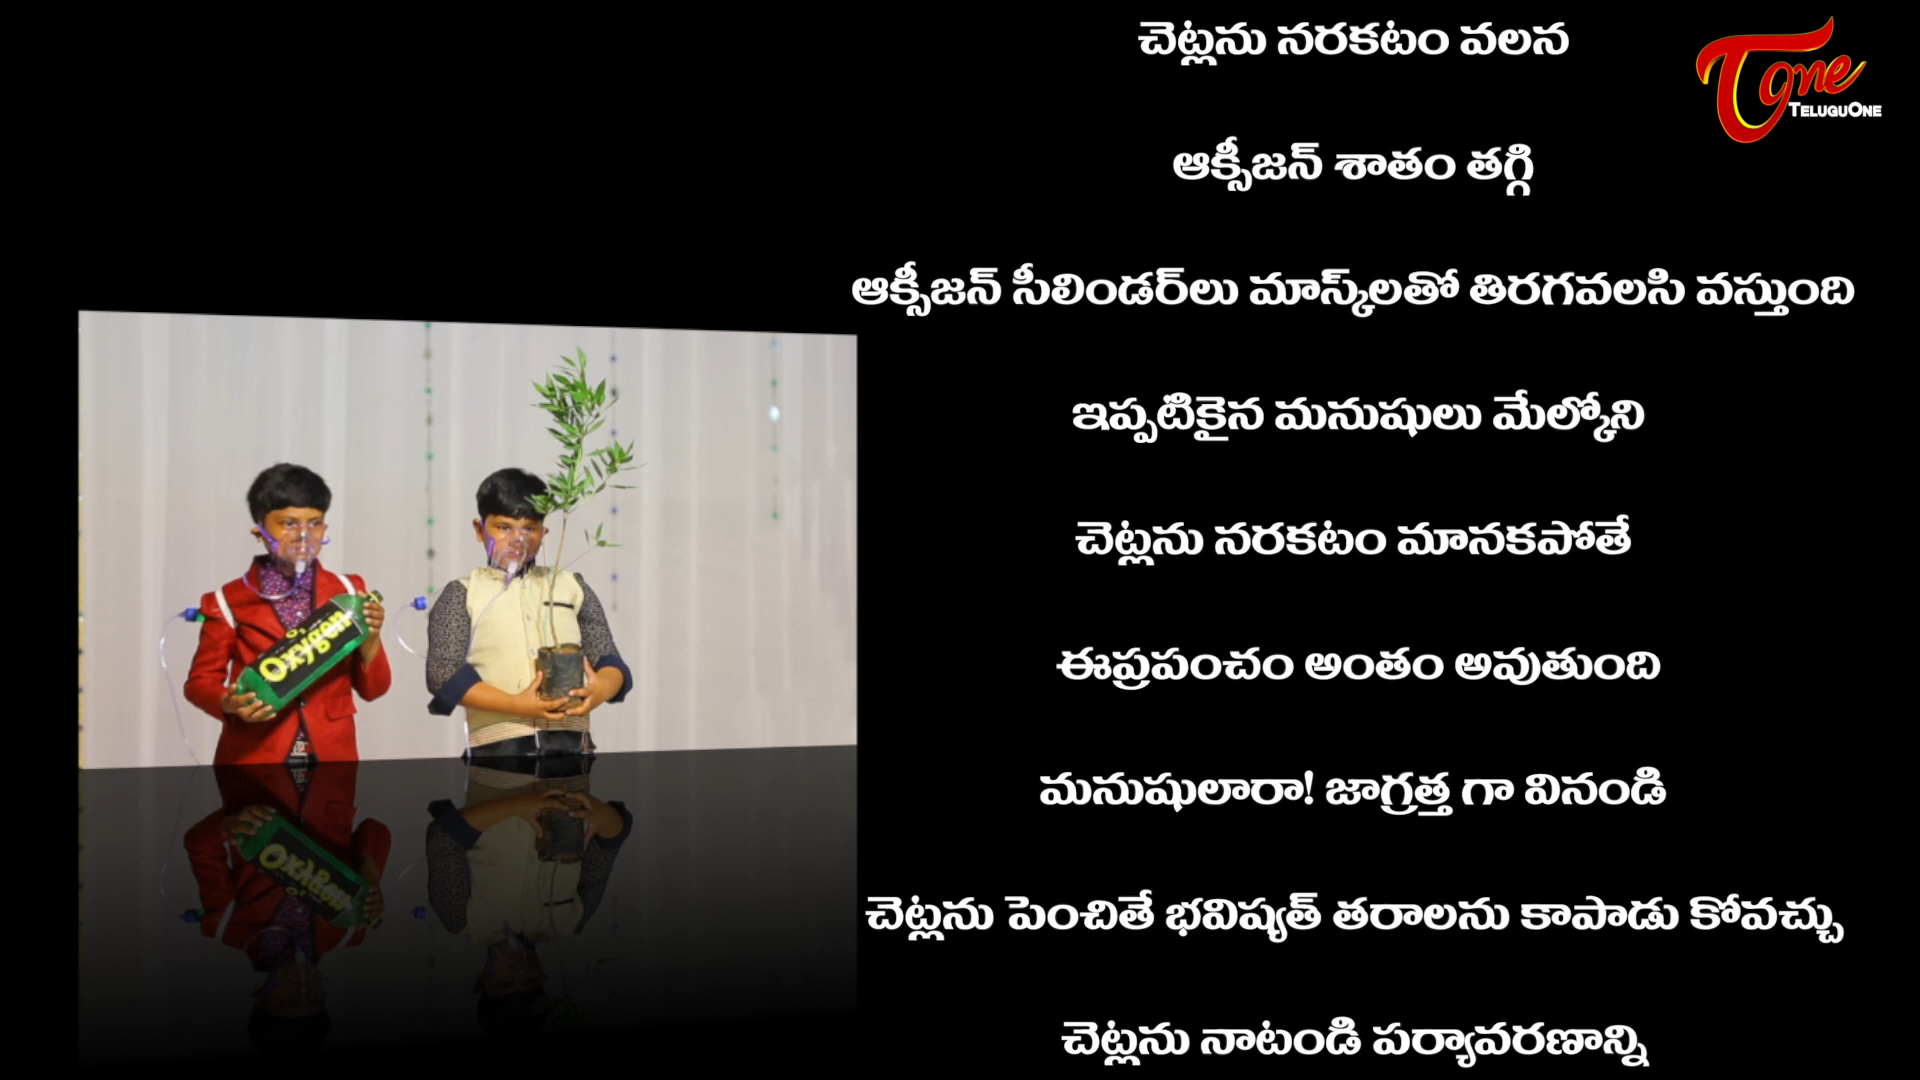 చెట్లను నరకటం వలన
TELUGUONE
ఆక్సీజన్ శాతం తగ్గి
ఆక్సీజన్ సీలిండర్‌లు మాస్క్‌లతో తిరగవలసి వస్తుంది
ఇప్పటికైన మనుషులు మేల్కోని
చెట్లను నరకటం మానకపోతే
ఈప్రపంచం అంతం అవుతుంది
మనుషులారా! జాగ్రత్త గా వినండి
చెట్లను పెంచితే భవిష్యత్ తరాలను కాపాడు కోవచ్చు
చెట్లను నాటండి పర్యావరణాన్ని
Oxygen